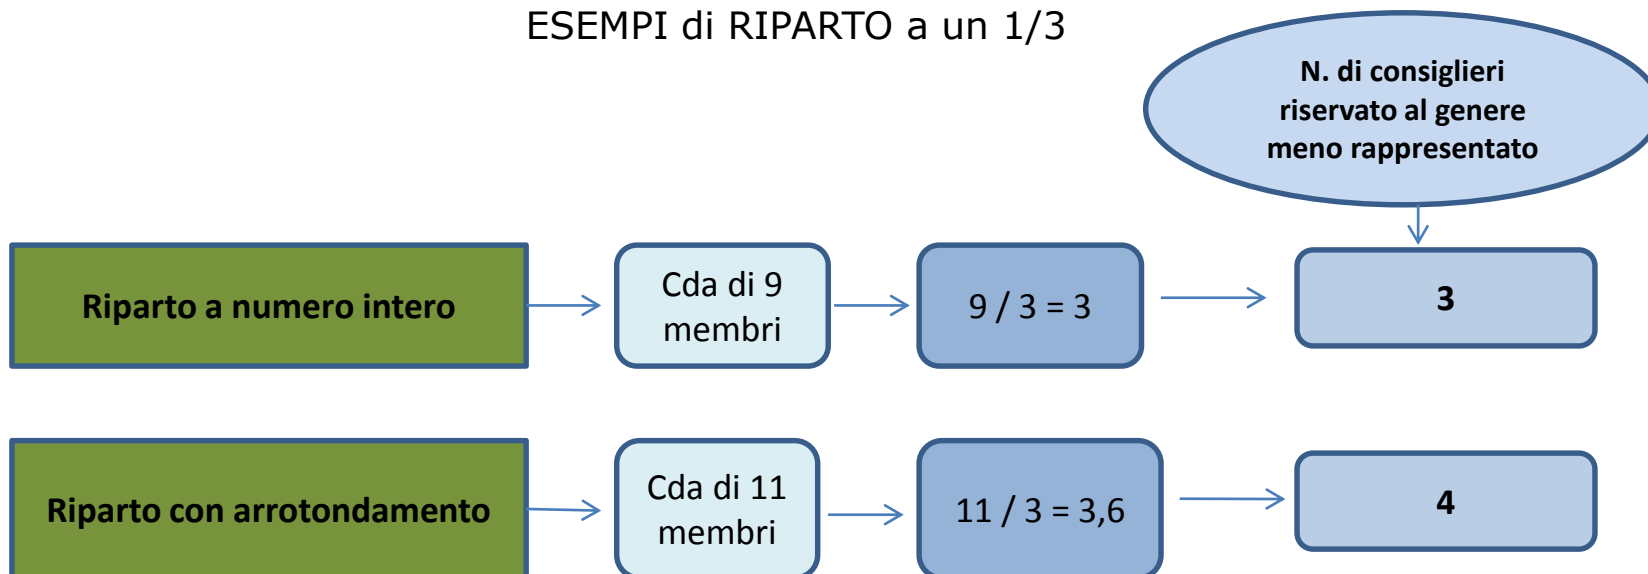 ESEMPI di RIPARTO a un 1/3
N. di consiglieri
riservato al genere
meno rappresentato
Riparto a numero intero
Cda di 9
membri
9 / 3 = 3
3
Riparto con arrotondamento
Cda di 11
membri
11 / 3 = 3,6
4